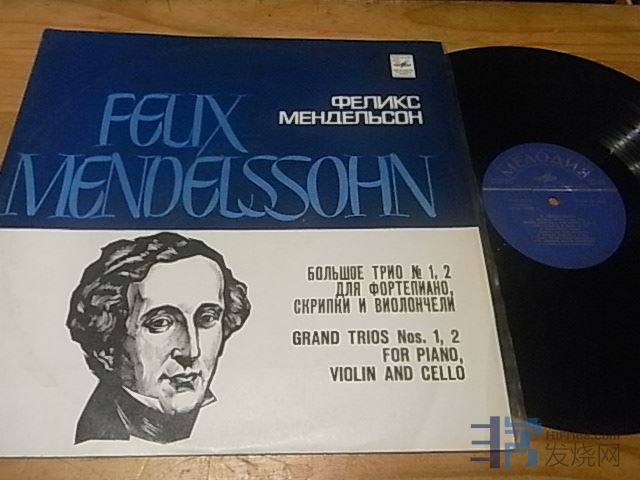 FELIX
MENDELSSOHN
ФЕЛИКС
МЕНДЕЛЬСОН
БОЛЬШОЕ ТРИО № 1, 2
ДЛЯ ФОРТЕПИАНО,
СКРИПКИ И ВИОЛОНЧЕЛИ
GRAND TRIOS Nos. 1, 2
FOR PIANO,
VIOLIN AND CELLO
МЕЛОДИЯ
发烧网